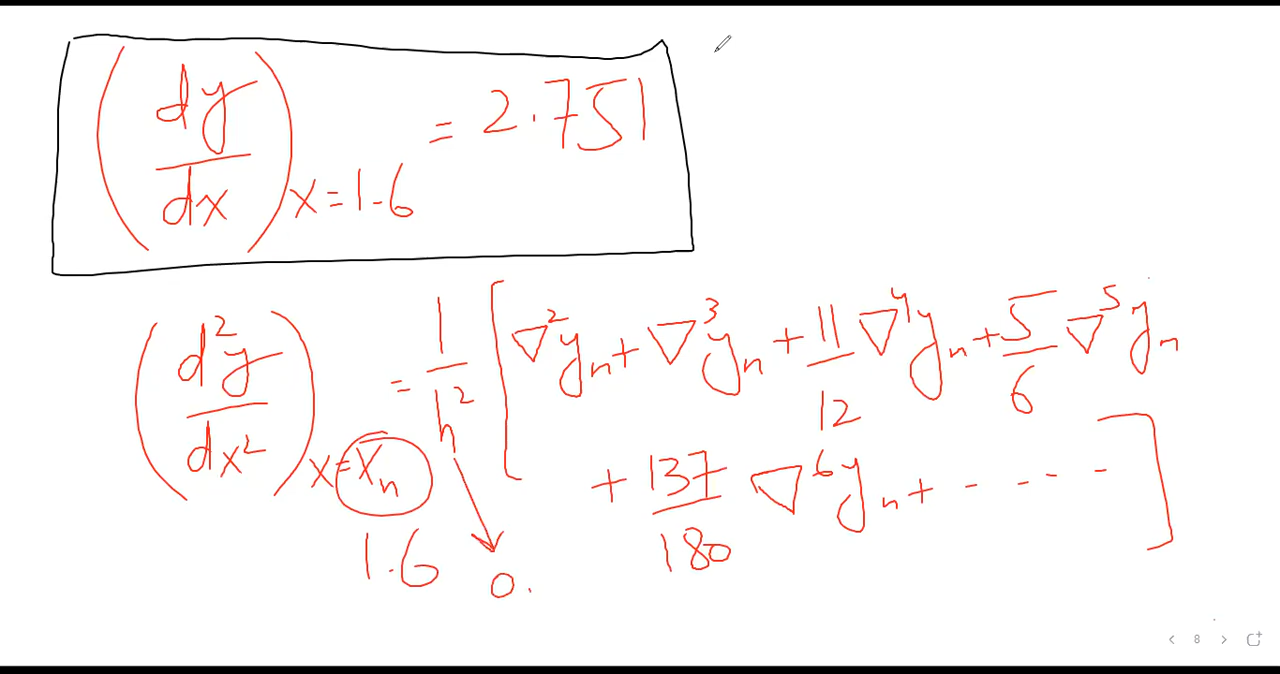 (dy/dx)x=1.6 = 2.751
(d²y/dx²)x=xn = 1/h² [∇²yn + ∇³yn + 11/12 ∇⁴yn + 5/6 ∇⁵yn
+ 137/180 ∇⁶yn + - - - -]
1.6 0.
< 8 >